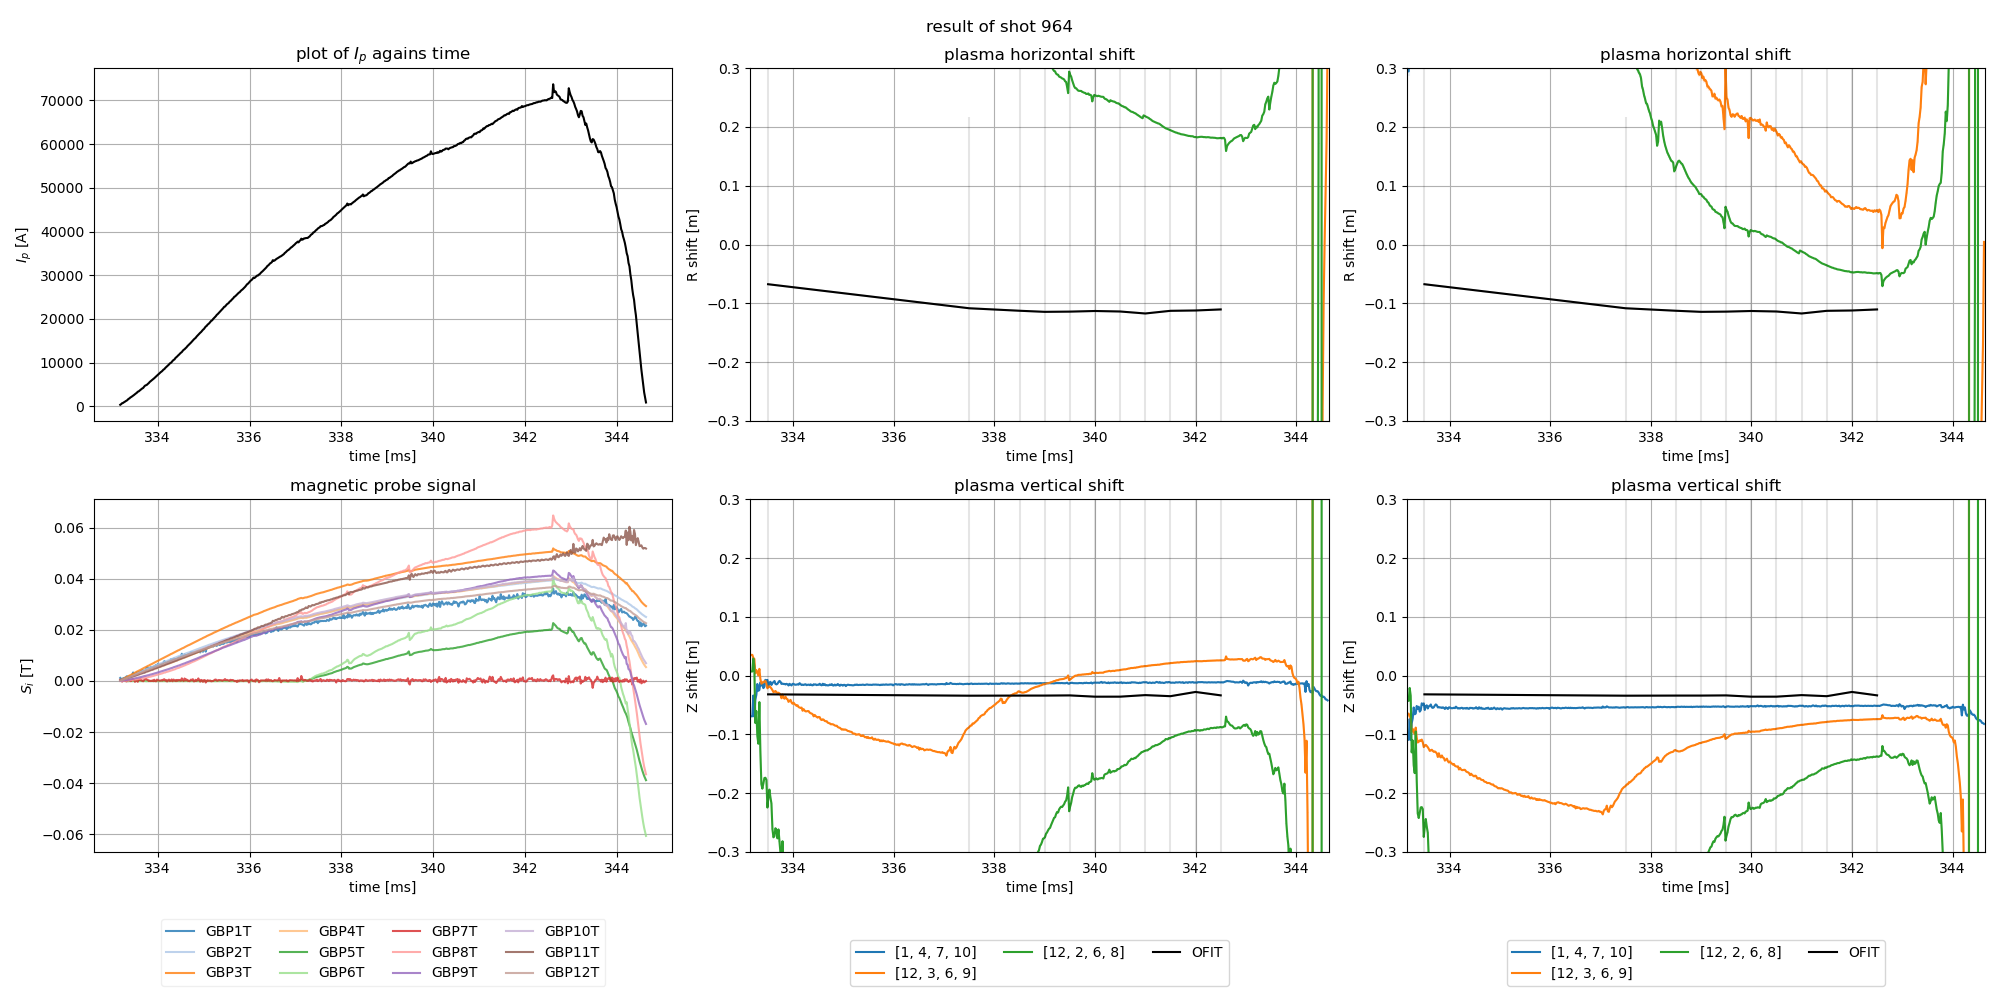 result of shot 964
plot of $I_p$ agains time
plasma horizontal shift
plasma horizontal shift
70000
60000
50000
40000
30000
20000
10000
0
$I_p$ [A]
334 336 338 340 342 344
time [ms]
0.3
0.2
0.1
0.0
−0.1
−0.2
−0.3
R shift [m]
334 336 338 340 342 344
time [ms]
0.3
0.2
0.1
0.0
−0.1
−0.2
−0.3
R shift [m]
334 336 338 340 342 344
time [ms]
magnetic probe signal
plasma vertical shift
plasma vertical shift
0.06
0.04
0.02
0.00
−0.02
−0.04
−0.06
$S_i$ [T]
334 336 338 340 342 344
time [ms]
0.3
0.2
0.1
0.0
−0.1
−0.2
−0.3
Z shift [m]
334 336 338 340 342 344
time [ms]
0.3
0.2
0.1
0.0
−0.1
−0.2
−0.3
Z shift [m]
334 336 338 340 342 344
time [ms]
GBP1T GBP4T GBP7T GBP10T
GBP2T GBP5T GBP8T GBP11T
GBP3T GBP6T GBP9T GBP12T
[1, 4, 7, 10] [12, 2, 6, 8] OFIT
[12, 3, 6, 9]
[1, 4, 7, 10] [12, 2, 6, 8] OFIT
[12, 3, 6, 9]